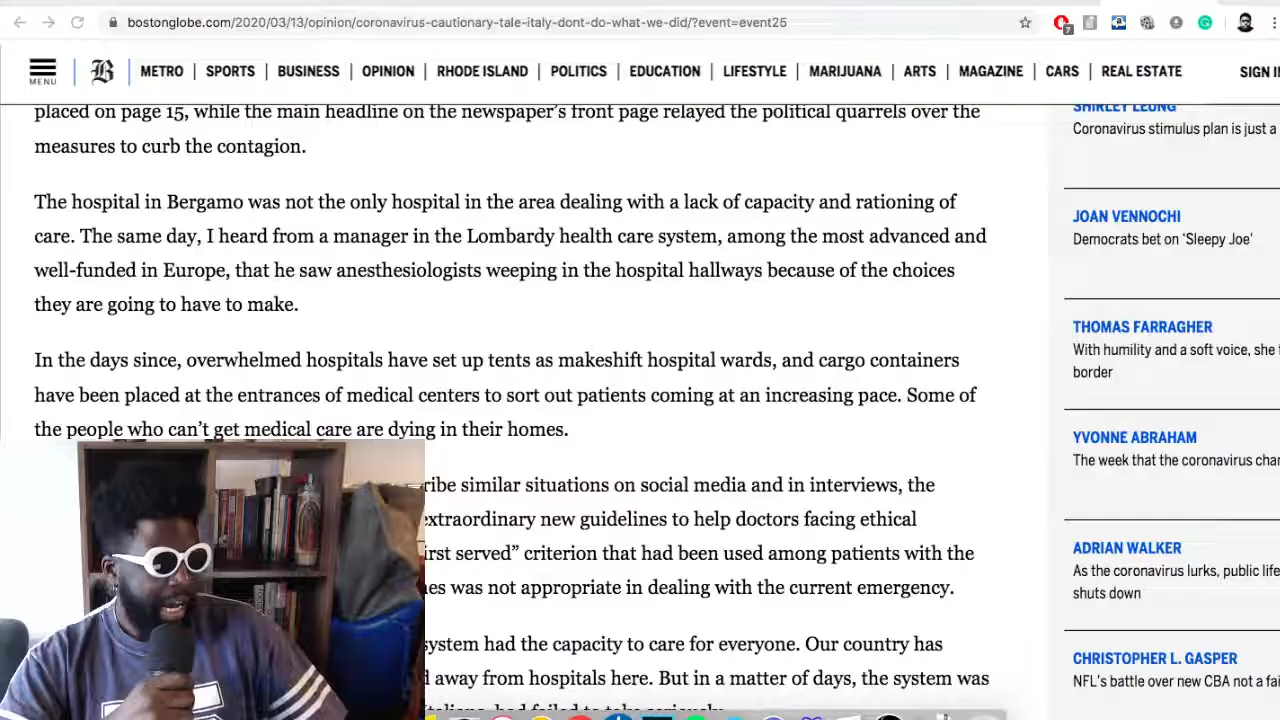 bostonglobe.com/2020/03/13/opinion/coronavirus-cautionary-tale-italy-dont-do-what-we-did/?event=event25
7
MENU
B
METRO
SPORTS
BUSINESS
OPINION
RHODE ISLAND
POLITICS
EDUCATION
LIFESTYLE
MARIJUANA
ARTS
MAGAZINE
CARS
REAL ESTATE
SIGN IN
placed on page 15, while the main headline on the newspaper's front page relayed the political quarrels over the
measures to curb the contagion.
The hospital in Bergamo was not the only hospital in the area dealing with a lack of capacity and rationing of
care. The same day, I heard from a manager in the Lombardy health care system, among the most advanced and
well-funded in Europe, that he saw anesthesiologists weeping in the hospital hallways because of the choices
they are going to have to make.
In the days since, overwhelmed hospitals have set up tents as makeshift hospital wards, and cargo containers
have been placed at the entrances of medical centers to sort out patients coming at an increasing pace. Some of
the people who can't get medical care are dying in their homes.
ribe similar situations on social media and in interviews, the
extraordinary new guidelines to help doctors facing ethical
irst served” criterion that had been used among patients with the
nes was not appropriate in dealing with the current emergency.
system had the capacity to care for everyone. Our country has
d away from hospitals here. But in a matter of days, the system was
Italians, had failed to take seriously.
SHIRLEY LEUNG
Coronavirus stimulus plan is just a
JOAN VENNOCHI
Democrats bet on ‘Sleepy Joe’
THOMAS FARRAGHER
With humility and a soft voice, she
border
YVONNE ABRAHAM
The week that the coronavirus chan
ADRIAN WALKER
As the coronavirus lurks, public life
shuts down
CHRISTOPHER L. GASPER
NFL's battle over new CBA not a fai